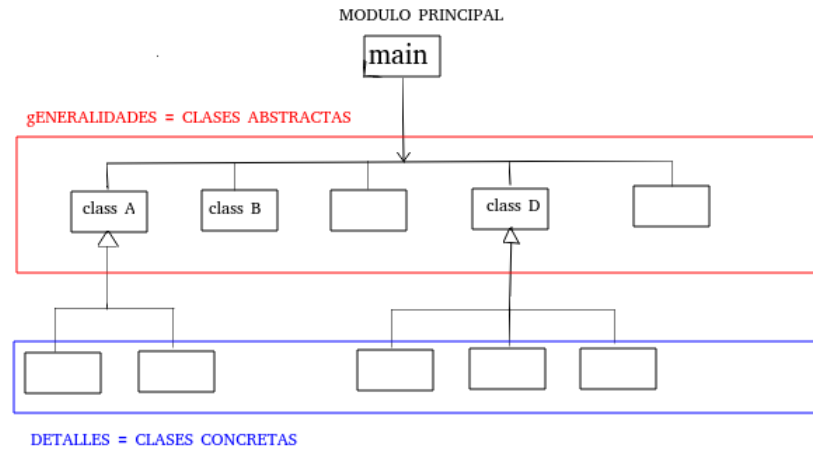 MODULO PRINCIPAL
main
gENERALIDADES = CLASES ABSTRACTAS
class A
class B
class D
DETALLES = CLASES CONCRETAS